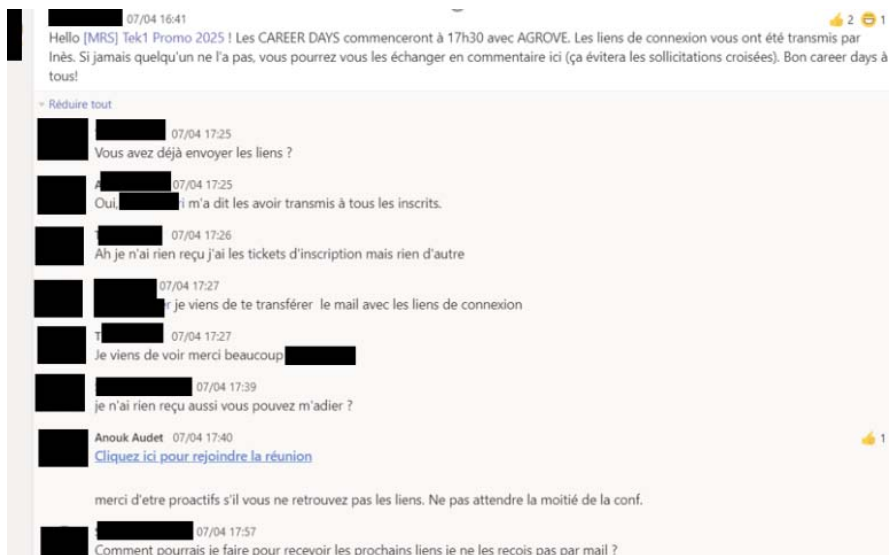 07/04 16:41
2 1
Hello [MRS] Tek1 Promo 2025 ! Les CAREER DAYS commenceront à 17h30 avec AGROVE. Les liens de connexion vous ont été transmis par
Inès. Si jamais quelqu'un ne l'a pas, vous pourrez vous les échanger en commentaire ici (ça évitera les sollicitations croisées). Bon career days à
tous!
Réduire tout
07/04 17:25
Vous avez déjà envoyer les liens ?
A 07/04 17:25
Oui, i m'a dit les avoir transmis à tous les inscrits.
T 07/04 17:26
Ah je n'ai rien reçu j'ai les tickets d'inscription mais rien d'autre
07/04 17:27
r je viens de te transférer le mail avec les liens de connexion
T 07/04 17:27
Je viens de voir merci beaucoup
07/04 17:39
je n'ai rien reçu aussi vous pouvez m'adier ?
Anouk Audet 07/04 17:40
1
Cliquez ici pour rejoindre la réunion
merci d'etre proactifs s'il vous ne retrouvez pas les liens. Ne pas attendre la moitié de la conf.
07/04 17:57
Comment pourrais je faire pour recevoir les prochains liens je ne les reçois pas par mail ?